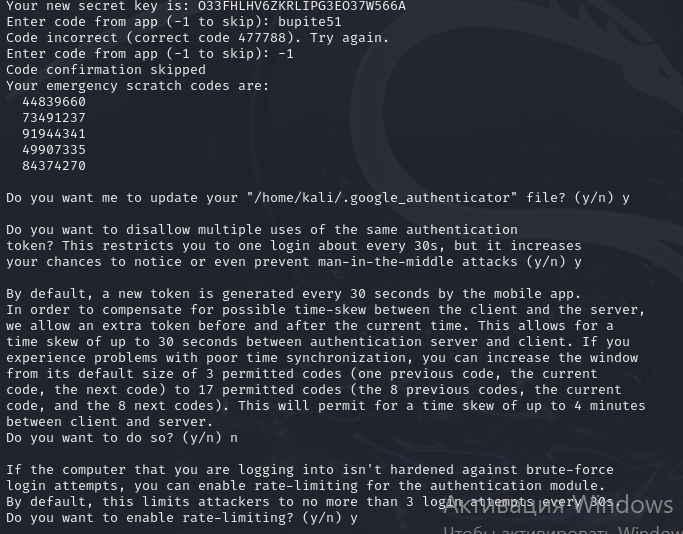 Your new secret key is: O33FHLHV6ZKRLIPG3EO37W566A
Enter code from app (-1 to skip): bupite51
Code incorrect (correct code 477788). Try again.
Enter code from app (-1 to skip): -1
Code confirmation skipped
Your emergency scratch codes are:
44839660
73491237
91944341
49907335
84374270
Do you want me to update your "/home/kali/.google_authenticator" file? (y/n) y
Do you want to disallow multiple uses of the same authentication
token? This restricts you to one login about every 30s, but it increases
your chances to notice or even prevent man-in-the-middle attacks (y/n) y
By default, a new token is generated every 30 seconds by the mobile app.
In order to compensate for possible time-skew between the client and the server,
we allow an extra token before and after the current time. This allows for a
time skew of up to 30 seconds between authentication server and client. If you
experience problems with poor time synchronization, you can increase the window
from its default size of 3 permitted codes (one previous code, the current
code, the next code) to 17 permitted codes (the 8 previous codes, the current
code, and the 8 next codes). This will permit for a time skew of up to 4 minutes
between client and server.
Do you want to do so? (y/n) n
If the computer that you are logging into isn't hardened against brute-force
login attempts, you can enable rate-limiting for the authentication module.
By default, this limits attackers to no more than 3 login attempts every 30s.
Do you want to enable rate-limiting? (y/n) y
Активация Windows
Чтобы активировать Window